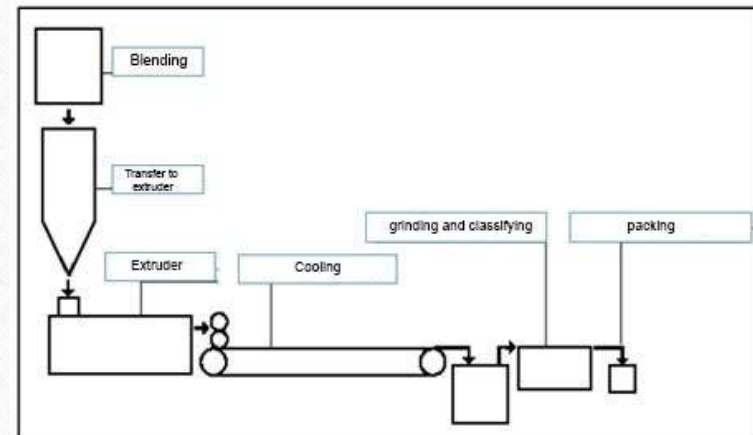 Blending
Transfer to
extruder
Extruder
Cooling
grinding and classifying
packing